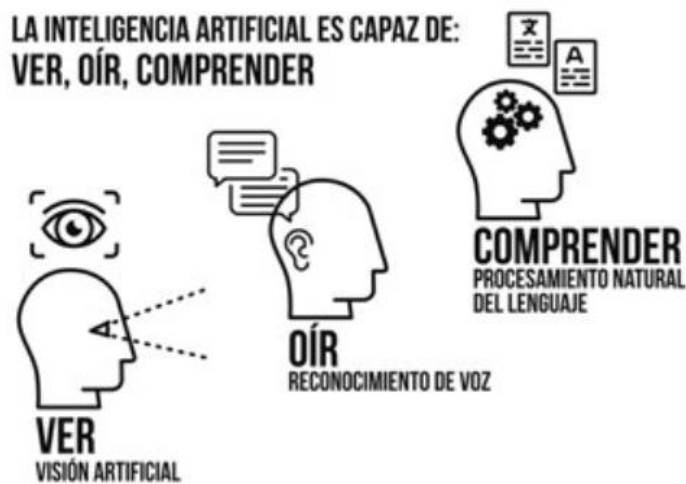 LA INTELIGENCIA ARTIFICIAL ES CAPAZ DE:
VER, OÍR, COMPRENDER
文
A
COMPRENDER
PROCESAMIENTO NATURAL
DEL LENGUAJE
OÍR
RECONOCIMIENTO DE VOZ
VER
VISIÓN ARTIFICIAL